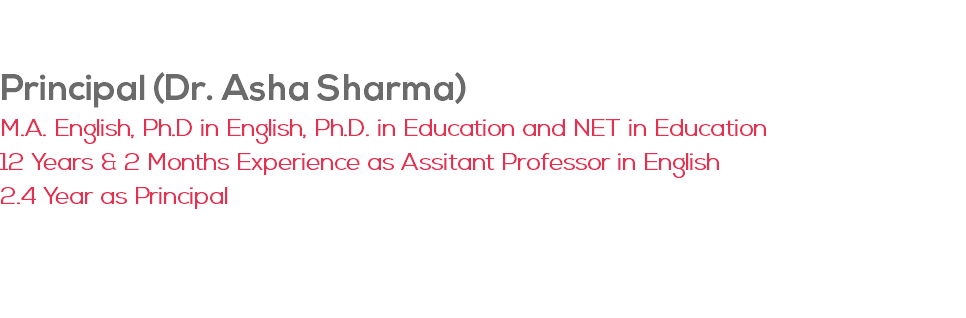 Principal (Dr. Asha Sharma)
M.A. English, Ph.D in English, Ph.D. in Education and NET in Education
12 Years & 2 Months Experience as Assitant Professor in English
2.4 Year as Principal